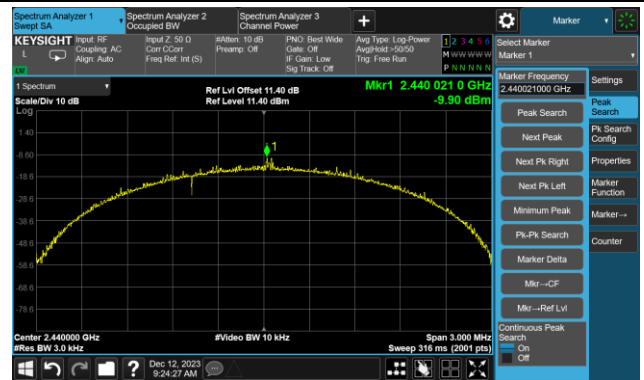 Spectrum Analyzer 1
Swept SA
Spectrum Analyzer 2
Occupied BW
Spectrum Analyzer 3
Channel Power
Marker
KEYSIGHT
L
Input: RF
Coupling: AC
Align: Auto
Input Z: 50 Ω
Corr CCorr
Freq Ref: Int (S)
#Atten: 10 dB
Preamp: Off
PNO: Best Wide
Gate: Off
IF Gain: Low
Sig Track: Off
Avg Type: Log-Power
Avg|Hold:>50/50
Trig: Free Run
1 2 3 4 5 6
M W W W W W
P N N N N N
Select Marker
Marker 1
1 Spectrum
Scale/Div 10 dB
Log
Ref Lvl Offset 11.40 dB
Ref Level 11.40 dBm
Mkr1 2.440 021 0 GHz
-9.90 dBm
1.40
-8.60
-18.6
-28.6
-38.6
-48.6
-58.6
-68.6
-78.6
1
Center 2.440000 GHz
#Res BW 3.0 kHz
#Video BW 10 kHz
Span 3.000 MHz
Sweep 316 ms (2001 pts)
Marker Frequency
2.440021000 GHz
Peak Search
Next Peak
Next Pk Right
Next Pk Left
Minimum Peak
Pk-Pk Search
Marker Delta
Mkr→CF
Mkr→Ref Lvl
Continuous Peak
Search
On
Off
Settings
Peak
Search
Pk Search
Config
Properties
Marker
Function
Marker→
Counter
?
Dec 12, 2023
9:24:27 AM